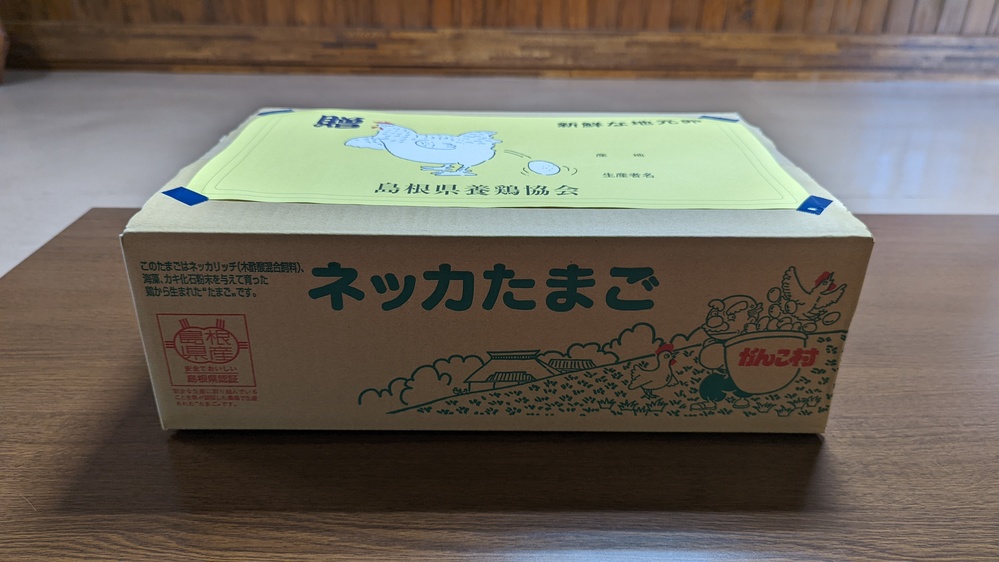 贈
新鮮な地元卵
産地
生産者名
島根県養鶏協会
このたまごはネッカリッチ(木酢酸混合飼料)、
海藻、カキ化石粉末を与えて育った
鶏から生まれた"たまご"です。
ネッカたまご
がんこ村
島根
県産
安全でおいしい
島根県認証